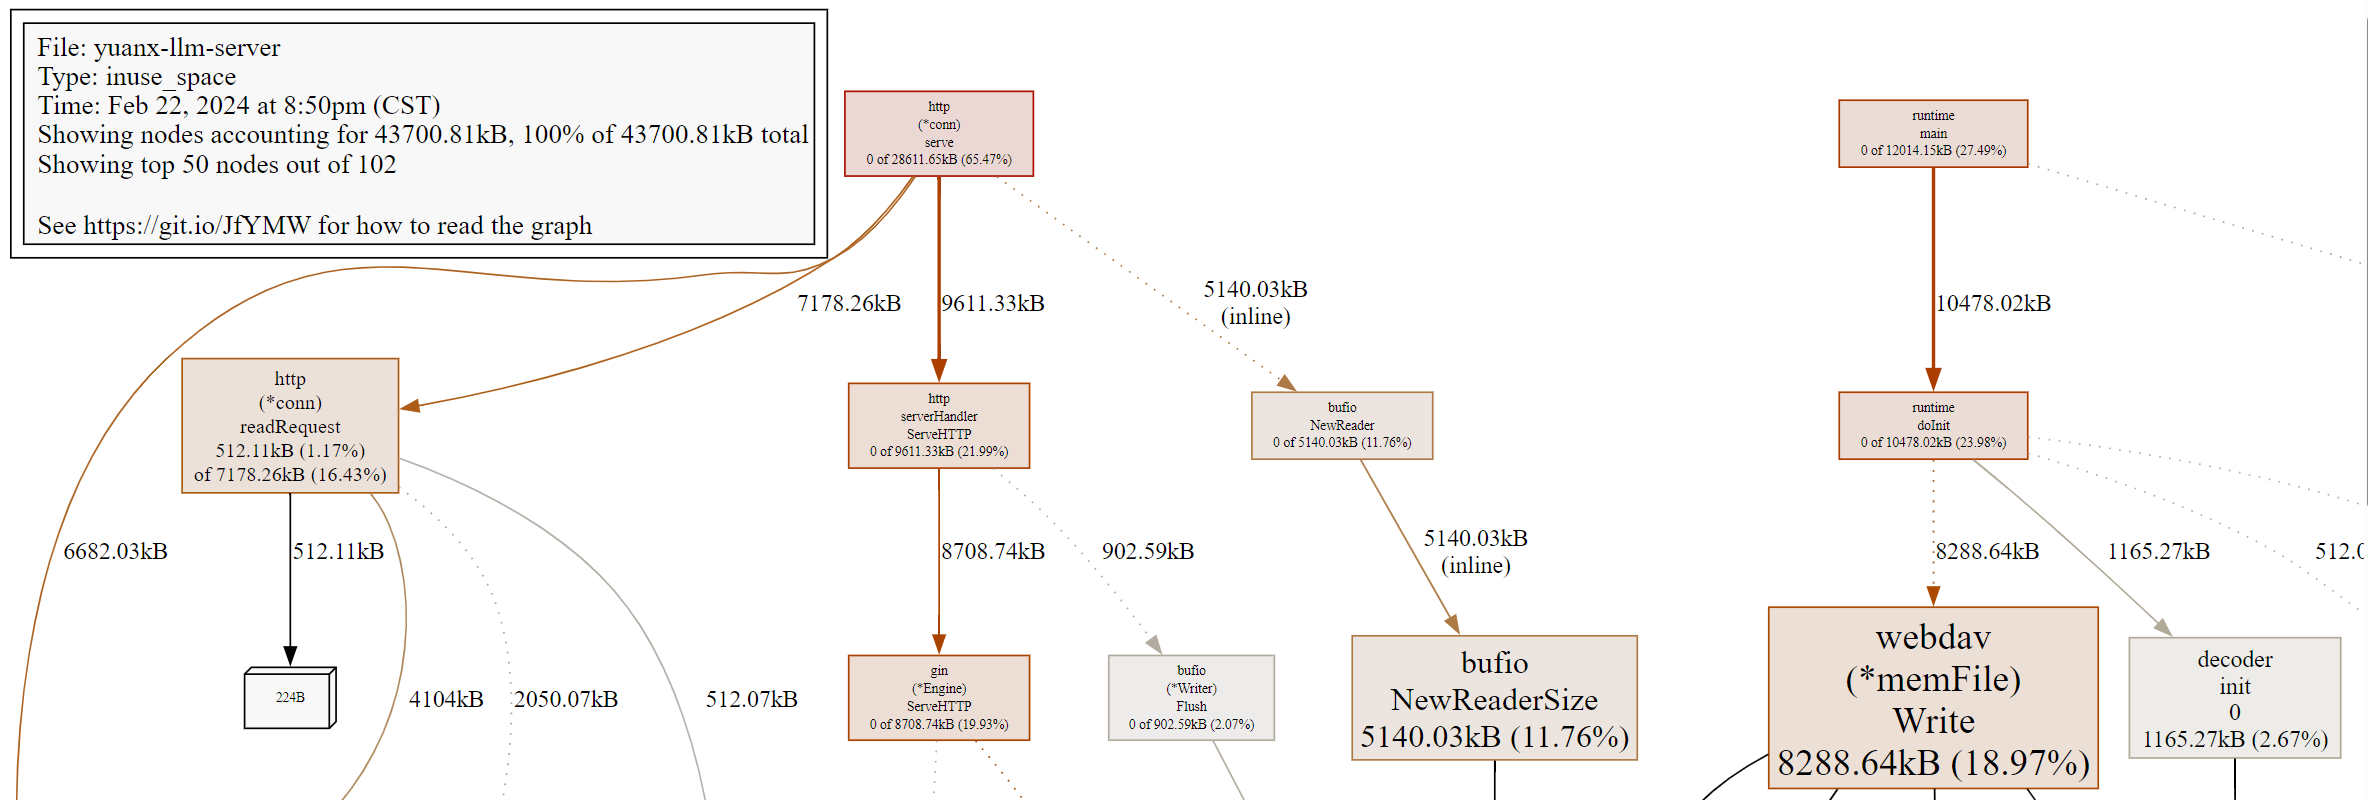 File: yuanx-llm-server
Type: inuse_space
Time: Feb 22, 2024 at 8:50pm (CST)
Showing nodes accounting for 43700.81kB, 100% of 43700.81kB total
Showing top 50 nodes out of 102
See https://git.io/JfYMW for how to read the graph
http
(*conn)
serve
0 of 28611.65kB (65.47%)
runtime
main
0 of 12014.15kB (27.49%)
7178.26kB
9611.33kB
5140.03kB
(inline)
10478.02kB
http
(*conn)
readRequest
512.11kB (1.17%)
of 7178.26kB (16.43%)
http
serverHandler
ServeHTTP
0 of 9611.33kB (21.99%)
bufio
NewReader
0 of 5140.03kB (11.76%)
runtime
doInit
0 of 10478.02kB (23.98%)
6682.03kB
512.11kB
8708.74kB
902.59kB
5140.03kB
(inline)
8288.64kB
1165.27kB
512.0
224B
4104kB
2050.07kB
512.07kB
gin
(*Engine)
ServeHTTP
0 of 8708.74kB (19.93%)
bufio
(*Writer)
Flush
0 of 902.59kB (2.07%)
bufio
NewReaderSize
5140.03kB (11.76%)
webdav
(*memFile)
Write
8288.64kB (18.97%)
decoder
init
0
1165.27kB (2.67%)